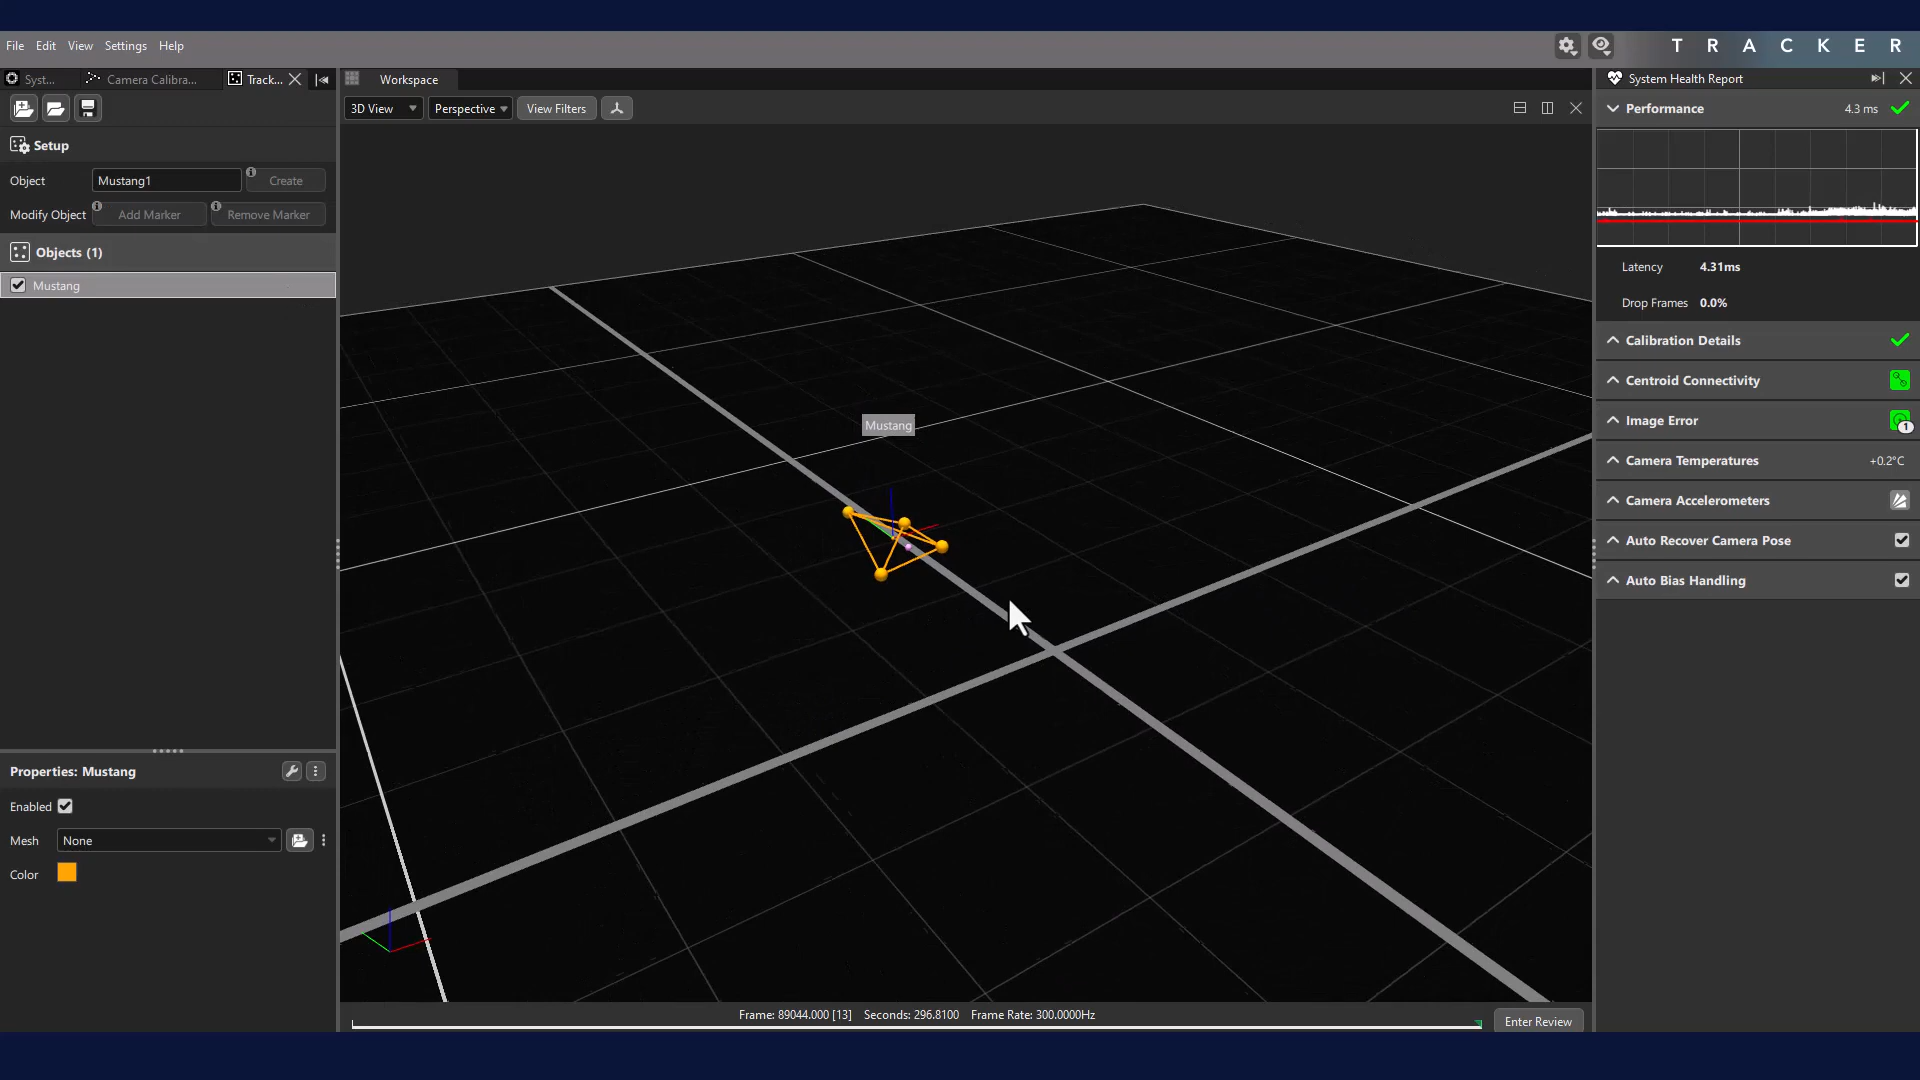 File Edit View Settings Help
T R A C K E R
Syst... Camera Calibra... Track...
Workspace
System Health Report
3D View Perspective View Filters
Performance 4.3 ms
Setup
Object Mustang1 Create
Modify Object Add Marker Remove Marker
Objects (1)
Mustang
Latency 4.31ms
Drop Frames 0.0%
Calibration Details
Centroid Connectivity
Image Error 1
Camera Temperatures +0.2°C
Camera Accelerometers
Auto Recover Camera Pose
Auto Bias Handling
Mustang
Properties: Mustang
Enabled
Mesh None
Color
Frame: 89044.000 [13] Seconds: 296.8100 Frame Rate: 300.0000Hz
Enter Review